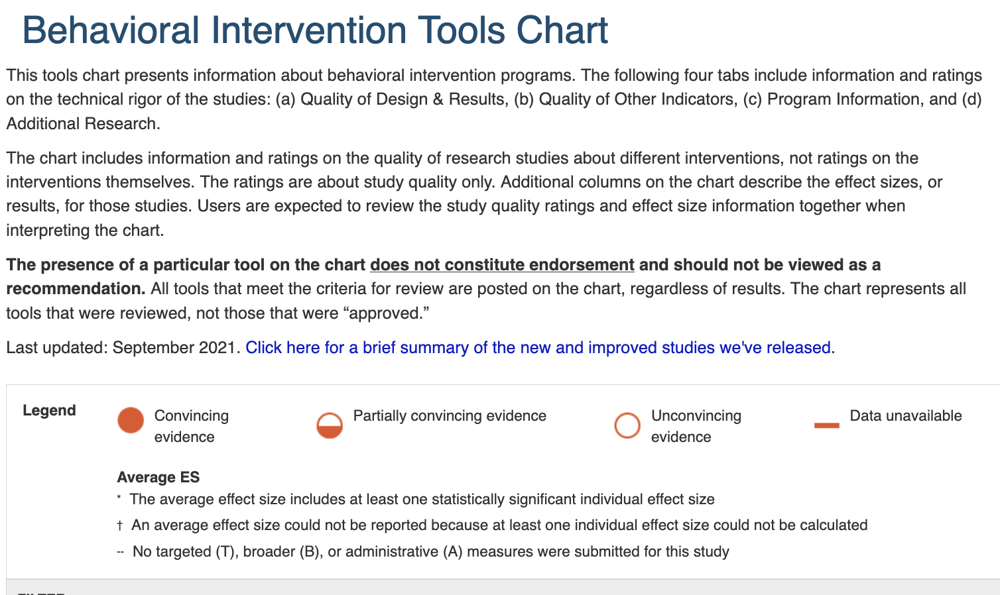 Behavioral Intervention Tools Chart
This tools chart presents information about behavioral intervention programs. The following four tabs include information and ratings
on the technical rigor of the studies: (a) Quality of Design & Results, (b) Quality of Other Indicators, (c) Program Information, and (d)
Additional Research.
The chart includes information and ratings on the quality of research studies about different interventions, not ratings on the
interventions themselves. The ratings are about study quality only. Additional columns on the chart describe the effect sizes, or
results, for those studies. Users are expected to review the study quality ratings and effect size information together when
interpreting the chart.
The presence of a particular tool on the chart does not constitute endorsement and should not be viewed as a
recommendation. All tools that meet the criteria for review are posted on the chart, regardless of results. The chart represents all
tools that were reviewed, not those that were “approved.”
Last updated: September 2021. Click here for a brief summary of the new and improved studies we've released.
Legend
Convincing
evidence
Partially convincing evidence
Unconvincing
evidence
Data unavailable
Average ES
* The average effect size includes at least one statistically significant individual effect size
† An average effect size could not be reported because at least one individual effect size could not be calculated
-- No targeted (T), broader (B), or administrative (A) measures were submitted for this study